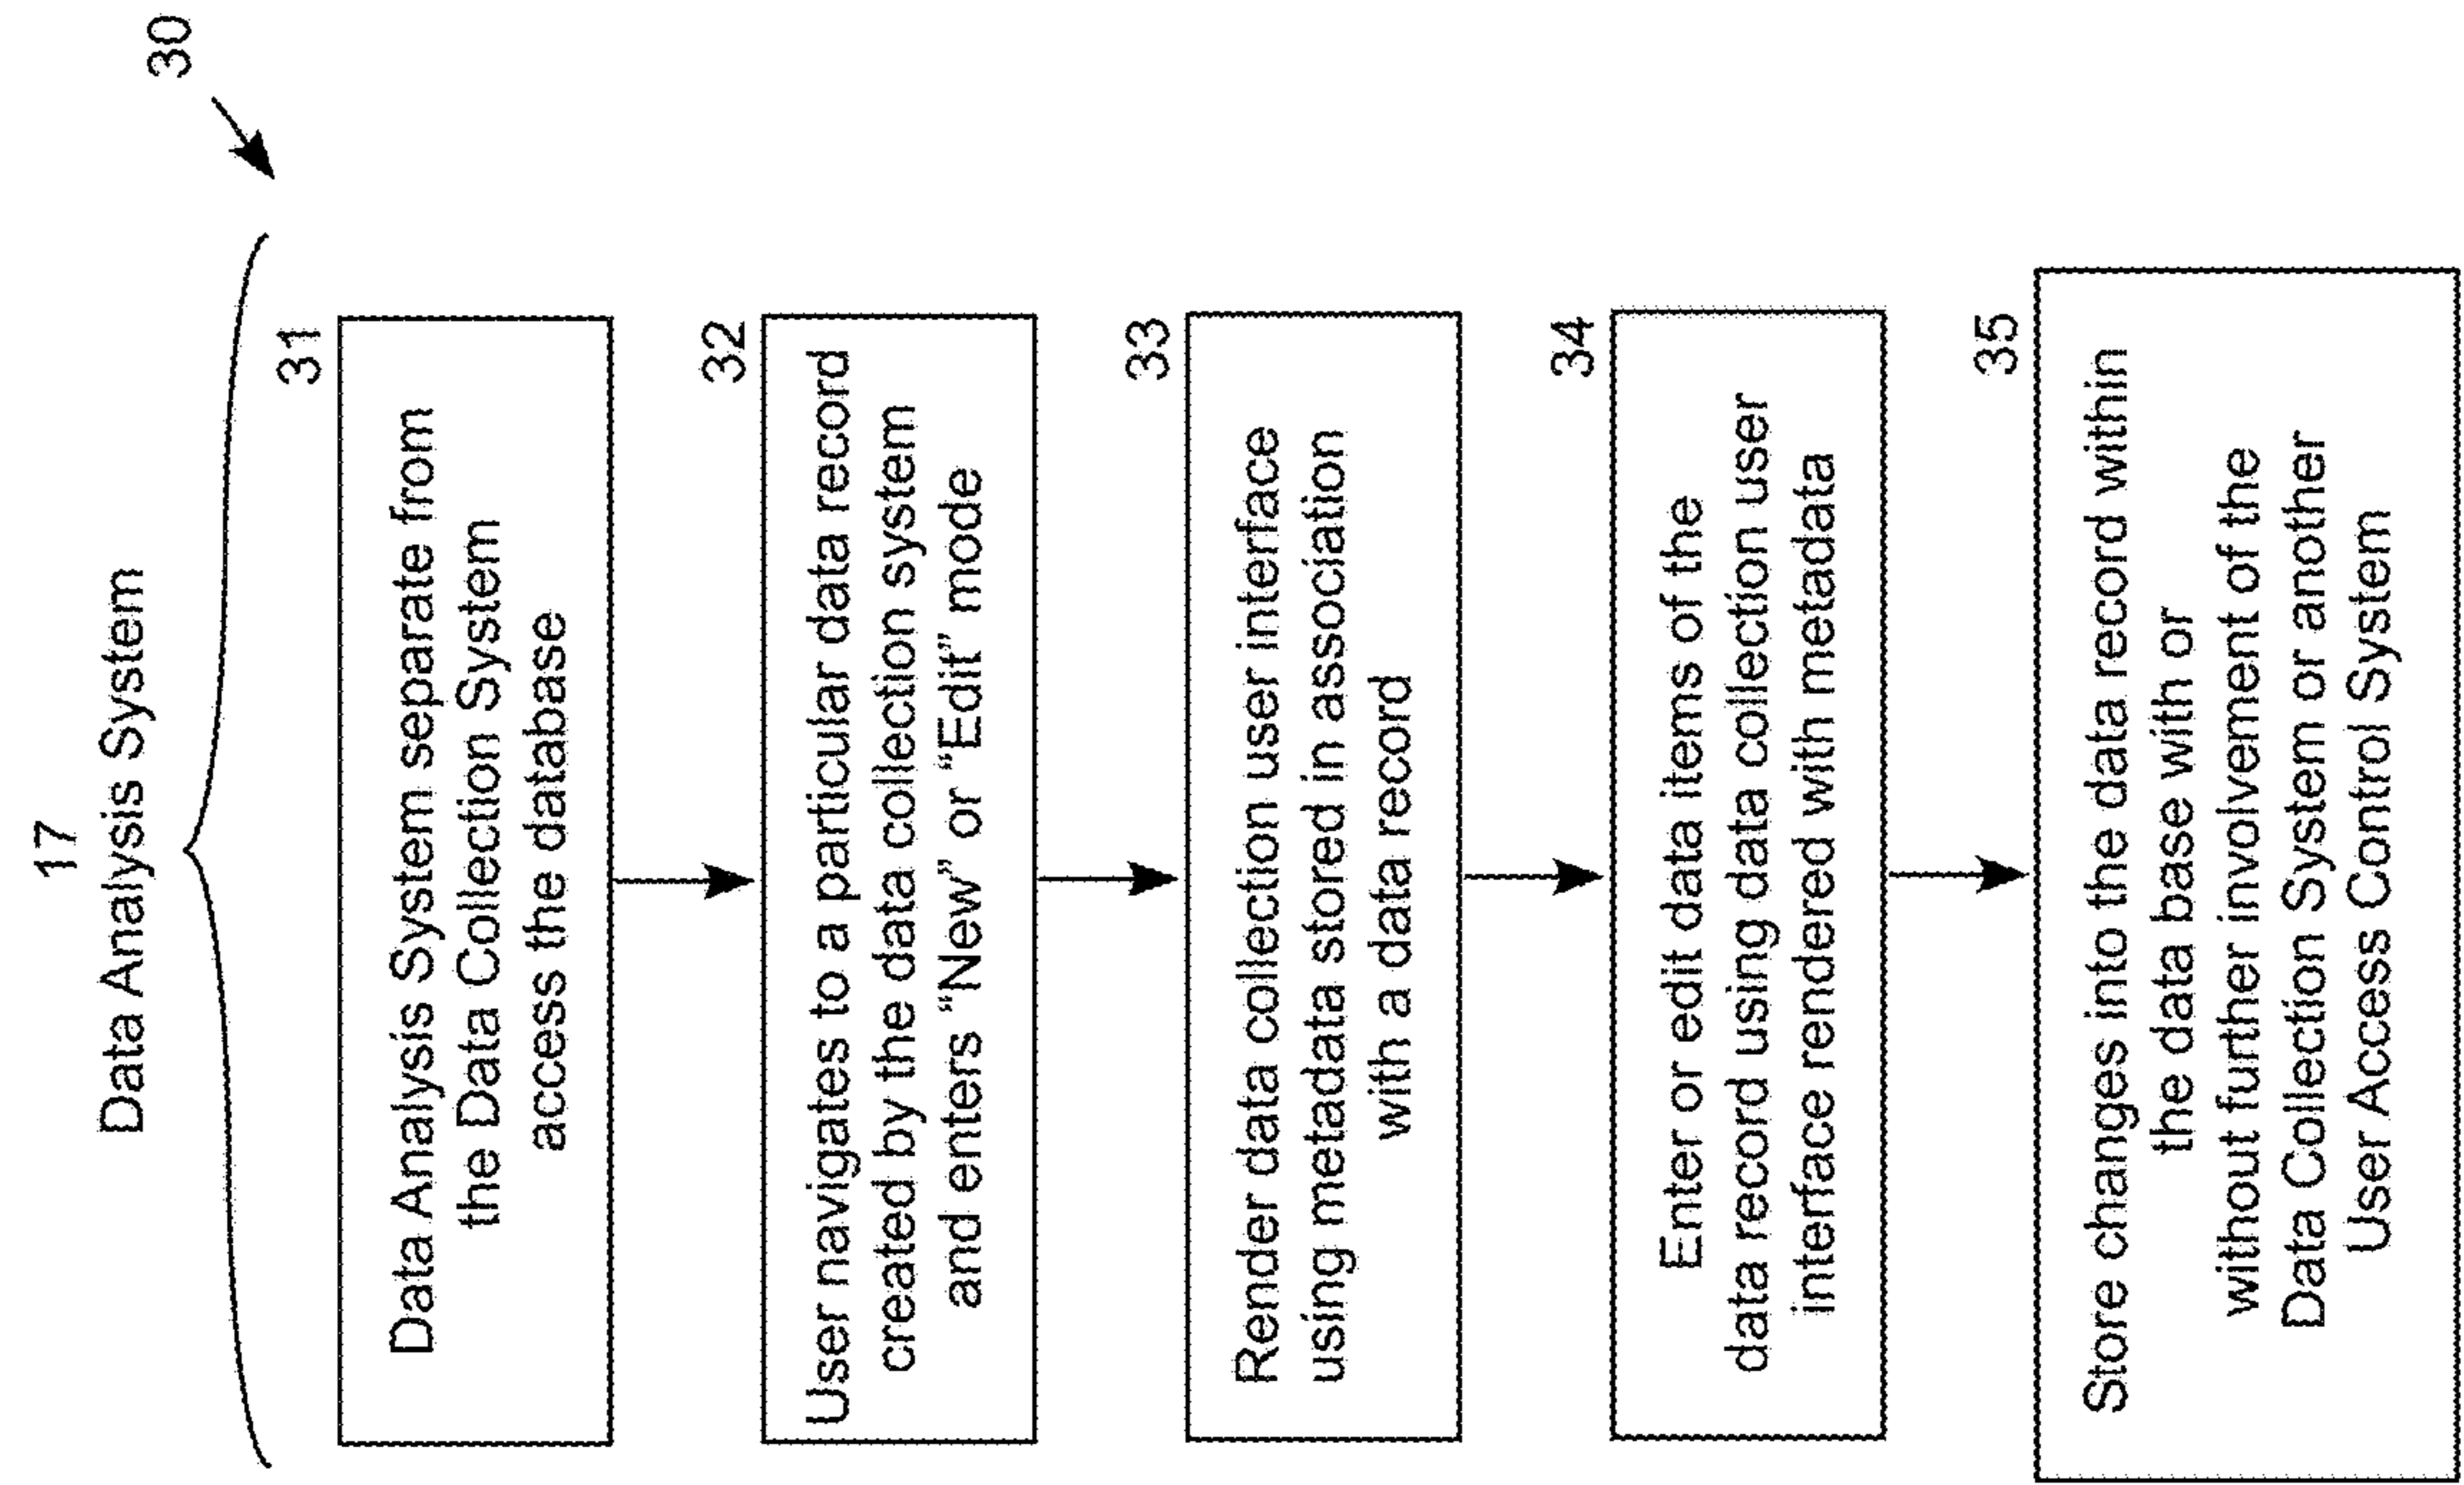 30
17
Data Analysis System
31
Data Analysis System separate from
the Data Collection System
access the database
32
User navigates to a particular data record
created by the data collection system
and enters “New” or “Edit” mode
33
Render data collection user interface
using metadata stored in association
with a data record
34
Enter or edit data items of the
data record using data collection user
interface rendered with metadata
35
Store changes into the data record within
the data base with or
without further involvement of the
Data Collection System or another
User Access Control System